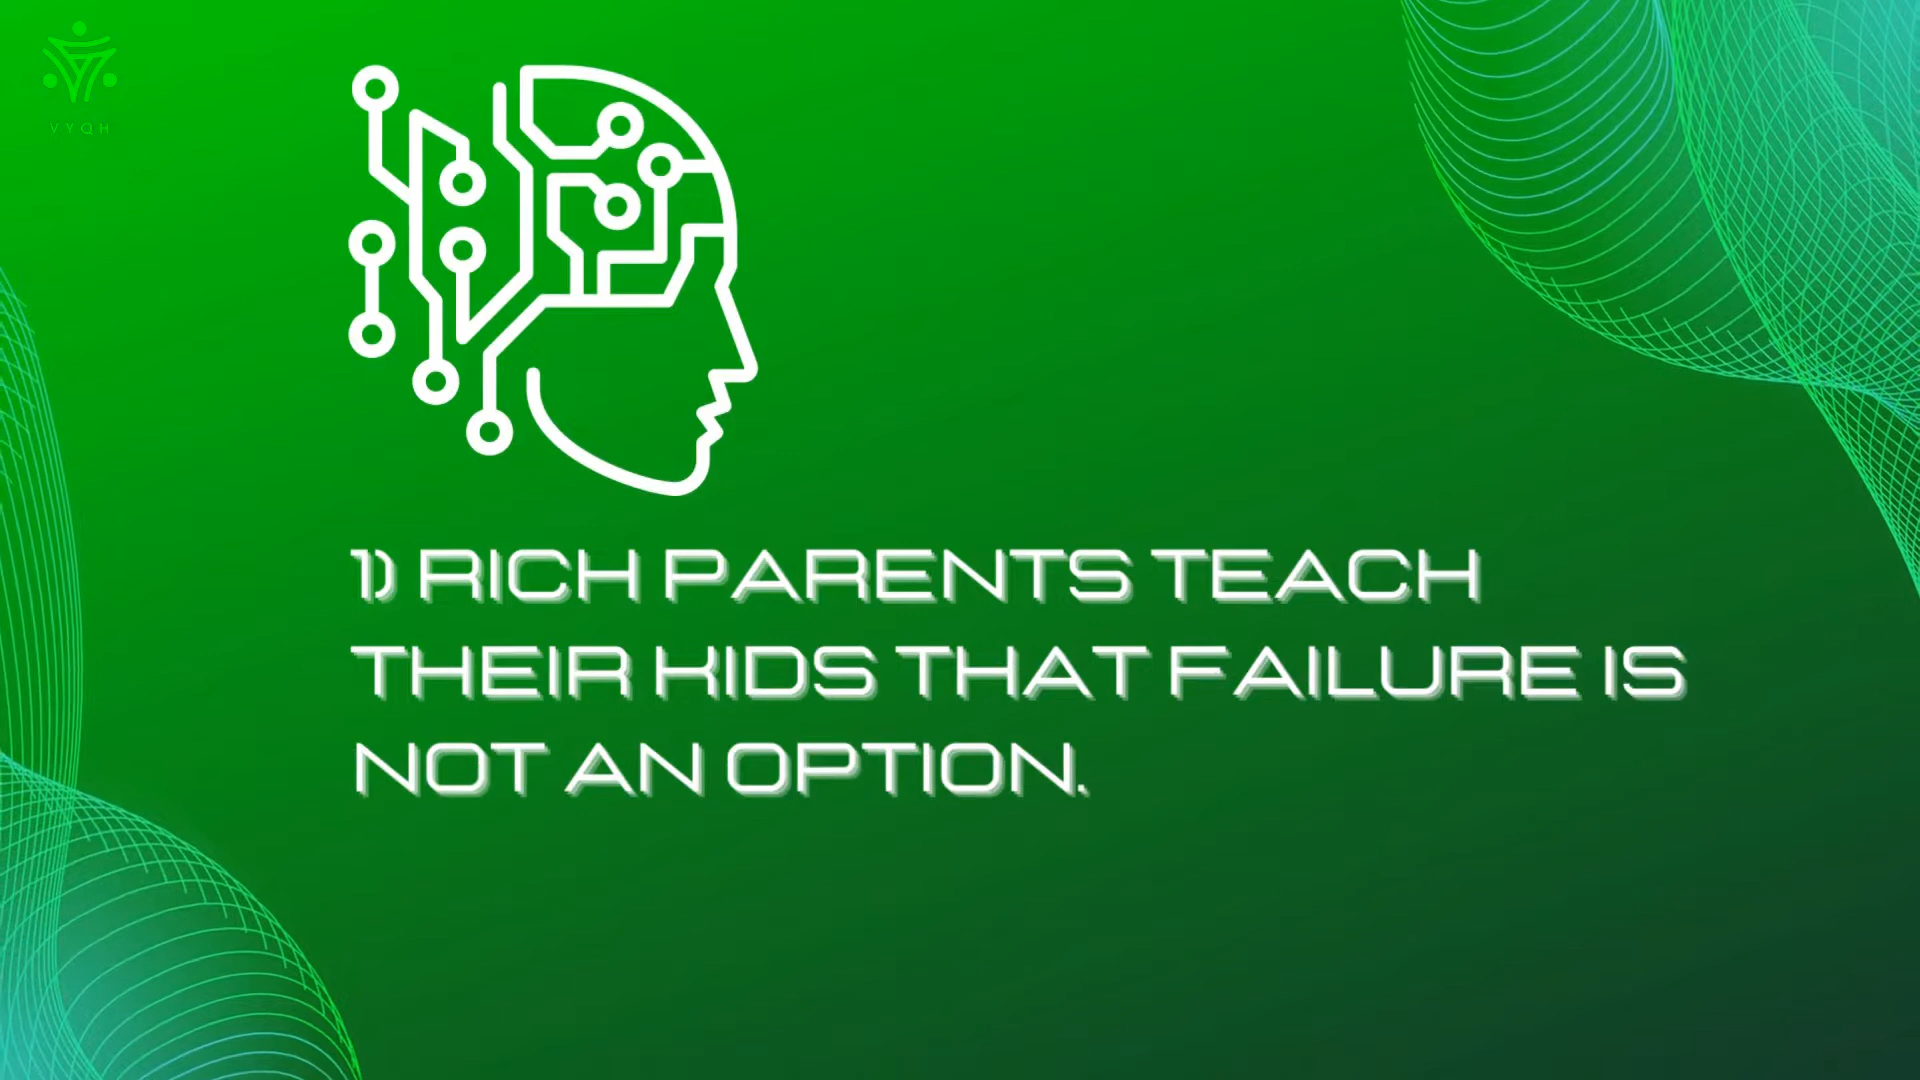 VYQH
1) RICH PARENTS TEACH
THEIR KIDS THAT FAILURE IS
NOT AN OPTION.